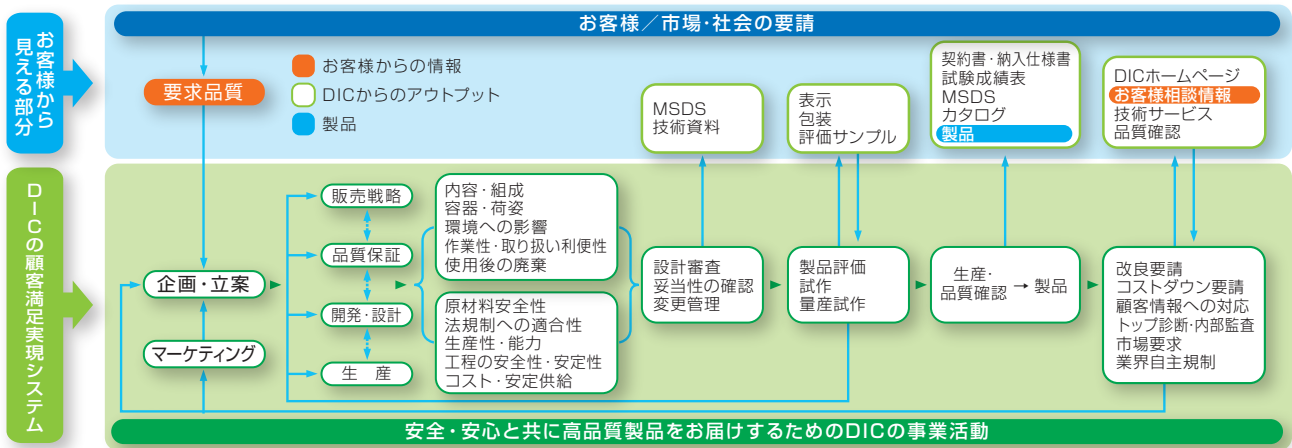 お客様／市場・社会の要請
お客様から
見える部分
要求品質
お客様からの情報
DICからのアウトプット
製品
MSDS
技術資料
表示
包装
評価サンプル
契約書・納入仕様書
試験成績表
MSDS
カタログ
製品
DICホームページ
お客様相談情報
技術サービス
品質確認
DICの顧客満足実現システム
企画・立案
マーケティング
販売戦略
品質保証
開発・設計
生 産
内容・組成
容器・荷姿
環境への影響
作業性・取り扱い利便性
使用後の廃棄
原材料安全性
法規制への適合性
生産性・能力
工程の安全性・安定性
コスト・安定供給
設計審査
妥当性の確認
変更管理
製品評価
試作
量産試作
生産・
品質確認 → 製品
改良要請
コストダウン要請
顧客情報への対応
トップ診断・内部監査
市場要求
業界自主規制
安全・安心と共に高品質製品をお届けするためのDICの事業活動